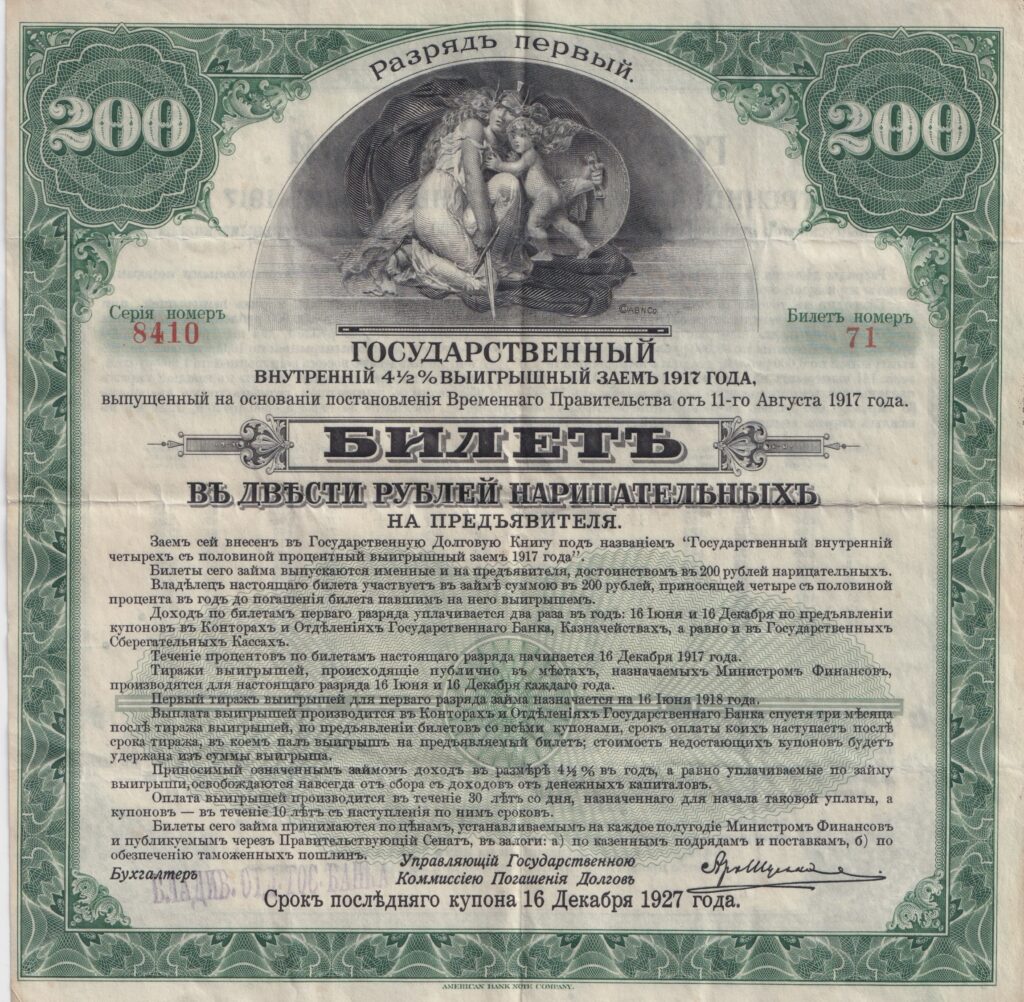 Разрядъ первый.
200
200
©ABNCo
Серія номеръ
8410
Билетъ номеръ
71
ГОСУДАРСТВЕННЫЙ
ВНУТРЕННІЙ 4½% ВЫИГРЫШНЫЙ ЗАЕМЪ 1917 ГОДА,
выпущенный на основаніи постановленія Временнаго Правительства отъ 11-го Августа 1917 года.
БИЛЕТЪ
ВЪ ДВѢСТИ РУБЛЕЙ НАРИЦАТЕЛЬНЫХЪ
НА ПРЕДЪЯВИТЕЛЯ.
Заемъ сей внесенъ въ Государственную Долговую Книгу подъ названіемъ “Государственный внутренній
четырехъ съ половиной процентный выигрышный заемъ 1917 года”.
Билеты сего займа выпускаются именные и на предъявителя, достоинствомъ въ 200 рублей нарицательныхъ.
Владѣлецъ настоящаго билета участвуетъ въ займѣ суммою въ 200 рублей, приносящей четыре съ половиной
процента въ годъ до погашенія билета павшимъ на него выигрышемъ.
Доходъ по билетамъ перваго разряда уплачивается два раза въ годъ: 16 Іюня и 16 Декабря по предъявленіи
купоновъ въ Конторахъ и Отдѣленіяхъ Государственнаго Банка, Казначействахъ, а равно и въ Государственныхъ
Сберегательныхъ Кассахъ.
Теченіе процентовъ по билетамъ настоящаго разряда начинается 16 Декабря 1917 года.
Тиражи выигрышей, происходящіе публично въ мѣстахъ, назначаемыхъ Министромъ Финансовъ,
производятся для настоящаго разряда 16 Іюня и 16 Декабря каждаго года.
Первый тиражъ выигрышей для перваго разряда займа назначается на 16 Іюня 1918 года.
Выплата выигрышей производится въ Конторахъ и Отдѣленіяхъ Государственнаго Банка спустя три мѣсяца
послѣ тиража выигрышей, по предъявленіи билетовъ со всѣми купонами, срокъ оплаты коихъ наступаетъ послѣ
срока тиража, въ коемъ палъ выигрышъ на предъявляемый билетъ; стоимость недостающихъ купоновъ будетъ
удержана изъ суммы выигрыша.
Приносимый означеннымъ займомъ доходъ въ размѣрѣ 4½% въ годъ, а равно уплачиваемые по займу
выигрыши, освобождаются навсегда отъ сбора съ доходовъ отъ денежныхъ капиталовъ.
Оплата выигрышей производится въ теченіе 30 лѣтъ со дня, назначеннаго для начала таковой уплаты, а
купоновъ — въ теченіе 10 лѣтъ съ наступленія по нимъ сроковъ.
Билеты сего займа принимаются по цѣнамъ, устанавливаемымъ на каждое полугодіе Министромъ Финансовъ
и публикуемымъ черезъ Правительствующій Сенатъ, въ залоги: а) по казеннымъ подрядамъ и поставкамъ, б) по
обезпеченію таможенныхъ пошлинъ.
Управляющій Государственною
Бухгалтеръ
Коммиссіею Погашенія Долговъ
ВЛАДИВ. ОТ ГОС. БАНКА
Срокъ послѣдняго купона 16 Декабря 1927 года.
AMERICAN BANK NOTE COMPANY.